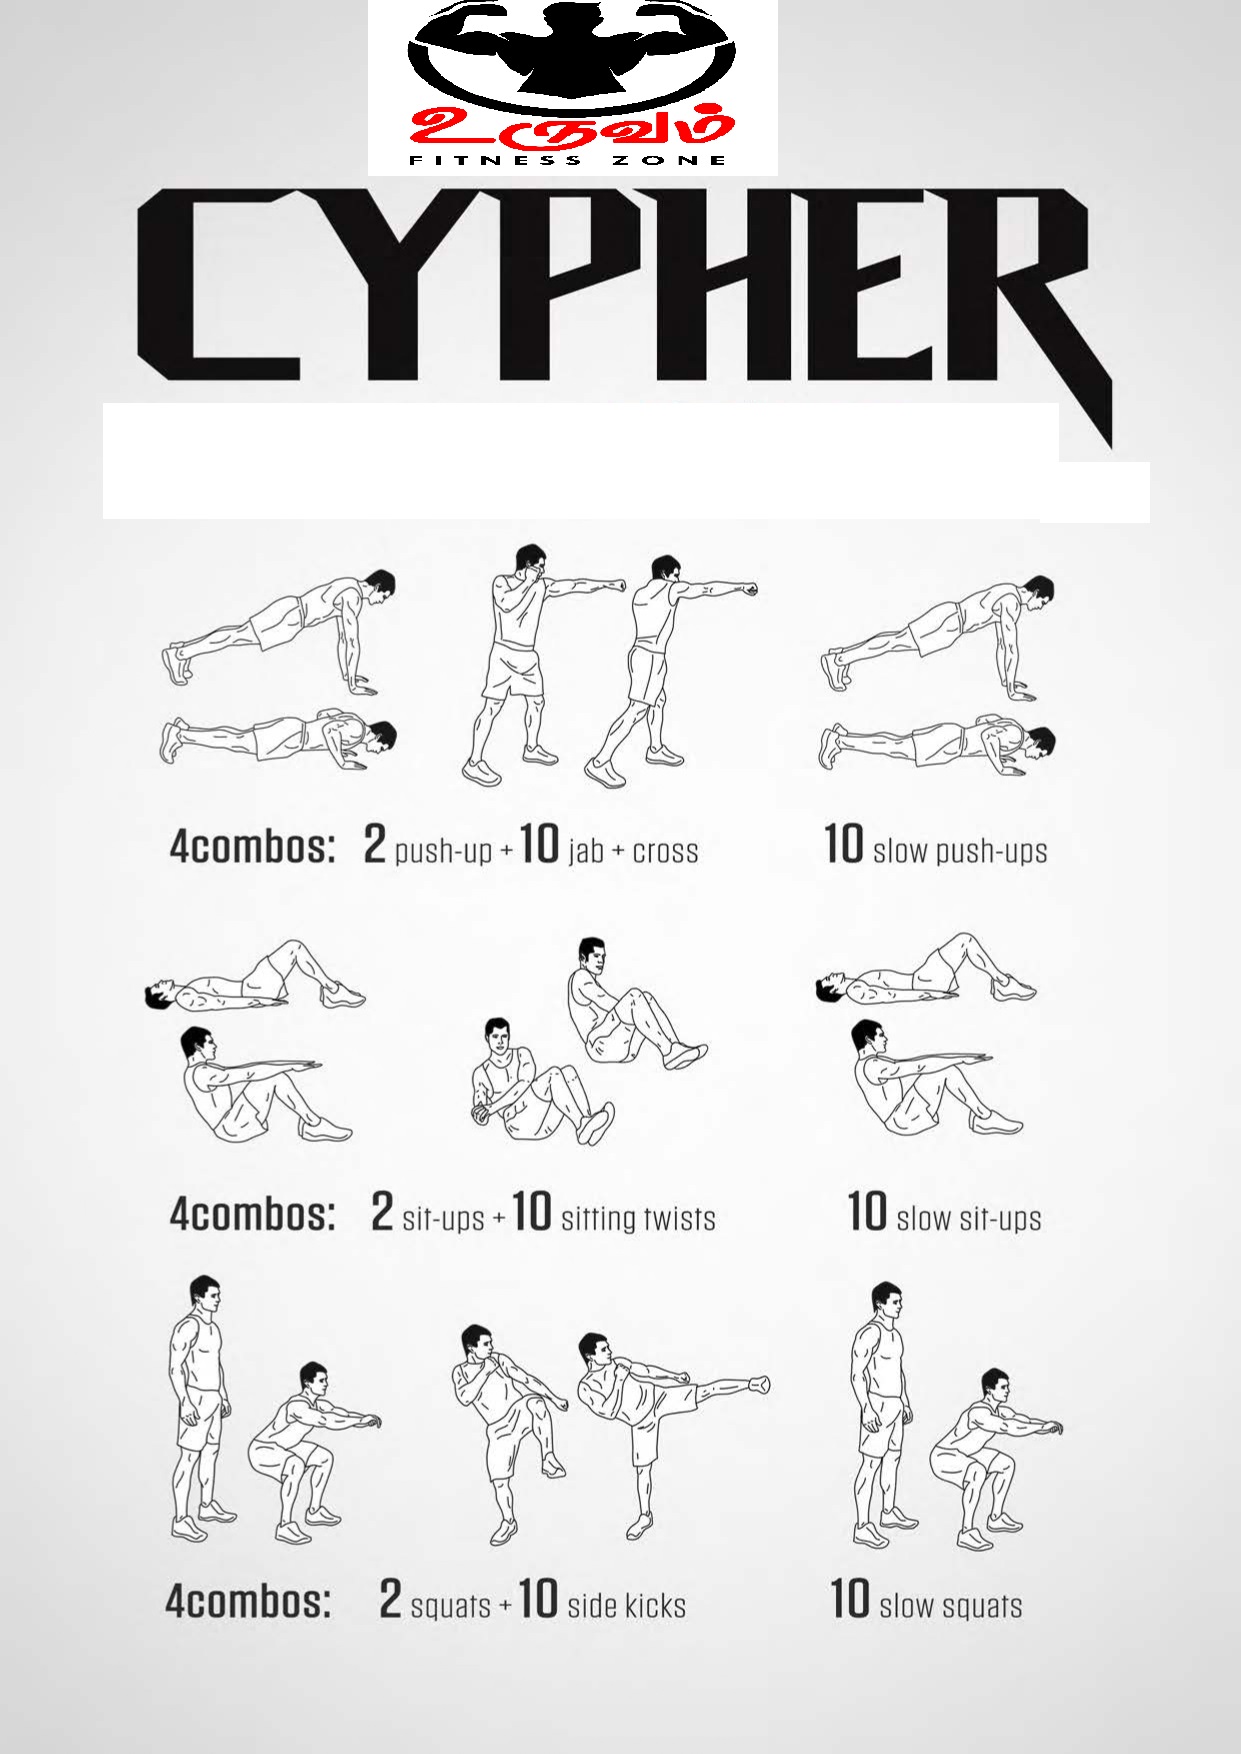 உருவம்
FITNESS ZONE
CYPHER
4combos: 2 push-up + 10 jab + cross 10 slow push-ups
4combos: 2 sit-ups + 10 sitting twists 10 slow sit-ups
4combos: 2 squats + 10 side kicks 10 slow squats